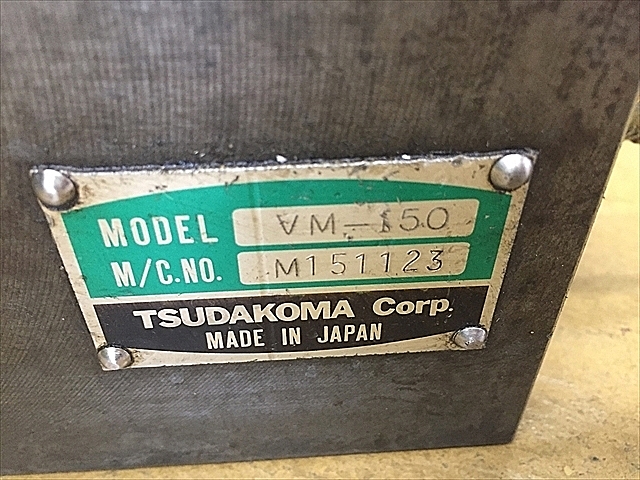 MODEL VM-150
M/C.NO. M151123
TSUDAKOMA Corp.
MADE IN JAPAN